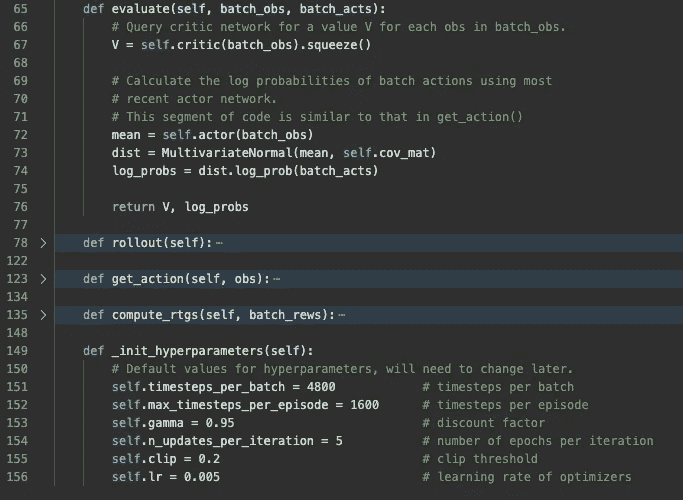 65 def evaluate(self, batch_obs, batch_acts):
66 # Query critic network for a value V for each obs in batch_obs.
67 V = self.critic(batch_obs).squeeze()
68
69 # Calculate the log probabilities of batch actions using most
70 # recent actor network.
71 # This segment of code is similar to that in get_action()
72 mean = self.actor(batch_obs)
73 dist = MultivariateNormal(mean, self.cov_mat)
74 log_probs = dist.log_prob(batch_acts)
75
76 return V, log_probs
77
78 > def rollout(self):⋯
122
123 > def get_action(self, obs):⋯
134
135 > def compute_rtgs(self, batch_rews):⋯
148
149 def _init_hyperparameters(self):
150 # Default values for hyperparameters, will need to change later.
151 self.timesteps_per_batch = 4800 # timesteps per batch
152 self.max_timesteps_per_episode = 1600 # timesteps per episode
153 self.gamma = 0.95 # discount factor
154 self.n_updates_per_iteration = 5 # number of epochs per iteration
155 self.clip = 0.2 # clip threshold
156 self.lr = 0.005 # learning rate of optimizers